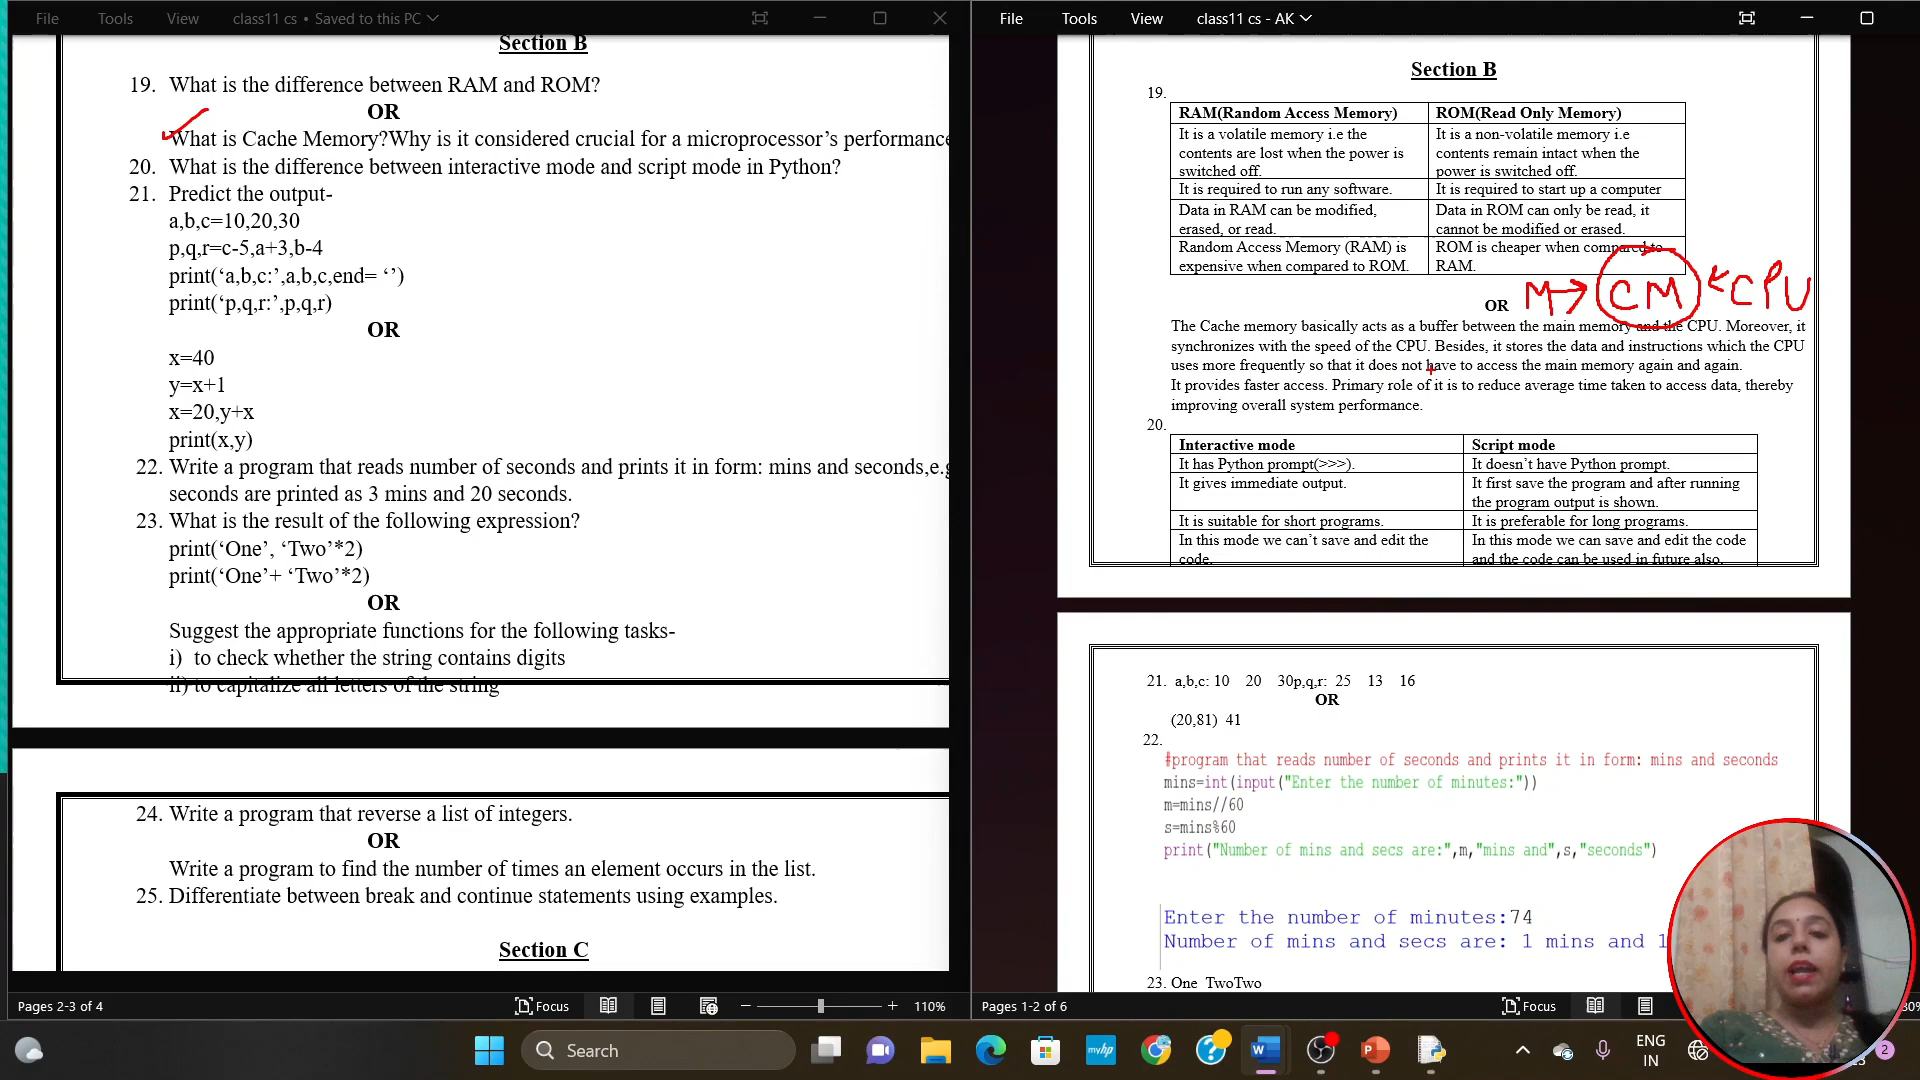 File Tools View class11 cs • Saved to this PC
Section B
19. What is the difference between RAM and ROM?
OR
What is Cache Memory?Why is it considered crucial for a microprocessor's performance
20. What is the difference between interactive mode and script mode in Python?
21. Predict the output-
a,b,c=10,20,30
p,q,r=c-5,a+3,b-4
print(‘a,b,c:’,a,b,c,end= ‘’)
print(‘p,q,r:’,p,q,r)
OR
x=40
y=x+1
x=20,y+x
print(x,y)
22. Write a program that reads number of seconds and prints it in form: mins and seconds,e.g
seconds are printed as 3 mins and 20 seconds.
23. What is the result of the following expression?
print(‘One’, ‘Two’*2)
print(‘One’+ ‘Two’*2)
OR
Suggest the appropriate functions for the following tasks-
i) to check whether the string contains digits
ii) to capitalize all letters of the string
24. Write a program that reverse a list of integers.
OR
Write a program to find the number of times an element occurs in the list.
25. Differentiate between break and continue statements using examples.
Section C
Pages 2-3 of 4 Focus 110%
File Tools View class11 cs - AK
Section B
19.
RAM(Random Access Memory) ROM(Read Only Memory)
It is a volatile memory i.e the It is a non-volatile memory i.e
contents are lost when the power is contents remain intact when the
switched off. power is switched off.
It is required to run any software. It is required to start up a computer
Data in RAM can be modified, Data in ROM can only be read, it
erased, or read. cannot be modified or erased.
Random Access Memory (RAM) is ROM is cheaper when compared to
expensive when compared to ROM. RAM.
OR M→ CM ←CPU
The Cache memory basically acts as a buffer between the main memory and the CPU. Moreover, it
synchronizes with the speed of the CPU. Besides, it stores the data and instructions which the CPU
uses more frequently so that it does not have to access the main memory again and again.
It provides faster access. Primary role of it is to reduce average time taken to access data, thereby
improving overall system performance.
20.
Interactive mode Script mode
It has Python prompt(>>>). It doesn't have Python prompt.
It gives immediate output. It first save the program and after running
the program output is shown.
It is suitable for short programs. It is preferable for long programs.
In this mode we can't save and edit the In this mode we can save and edit the code
code. and the code can be used in future also.
21. a,b,c: 10 20 30p,q,r: 25 13 16
OR
(20,81) 41
22.
#program that reads number of seconds and prints it in form: mins and seconds
mins=int(input("Enter the number of minutes:"))
m=mins//60
s=mins%60
print("Number of mins and secs are:",m,"mins and",s,"seconds")
Enter the number of minutes:74
Number of mins and secs are: 1 mins and 1
23. One TwoTwo
Pages 1-2 of 6 Focus
Search
myhp
W
P
ENG
IN
2